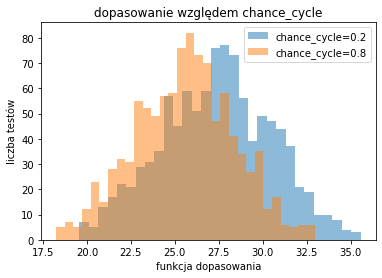 dopasowanie względem chance_cycle
chance_cycle=0.2
chance_cycle=0.8
liczba testów
80
70
60
50
40
30
20
10
0
17.5 20.0 22.5 25.0 27.5 30.0 32.5 35.0
funkcja dopasowania